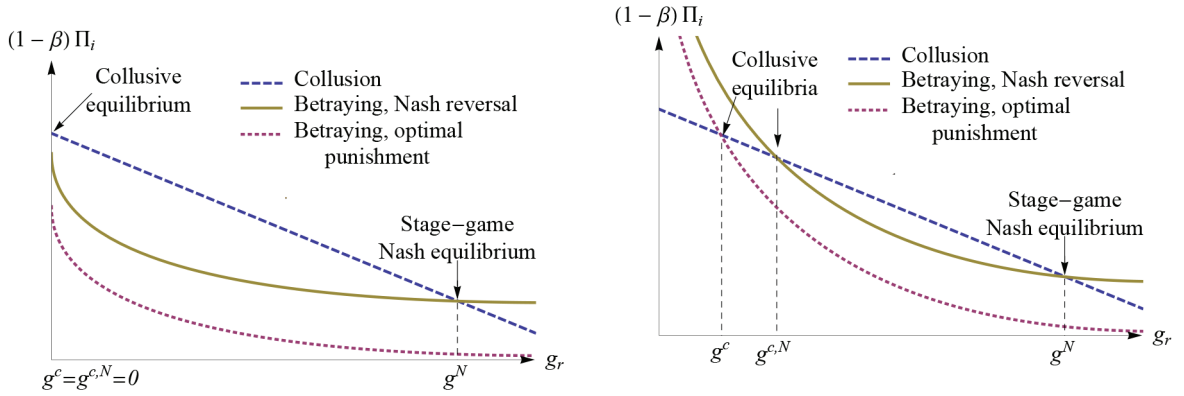 (1 − β) Π_i
Collusive
equilibrium
Collusion
Betraying, Nash reversal
Betraying, optimal
punishment
Stage−game
Nash equilibrium
g_r
g^c=g^{c,N}=0
g^N
(1 − β) Π_i
Collusive
equilibria
Collusion
Betraying, Nash reversal
Betraying, optimal
punishment
Stage−game
Nash equilibrium
g_r
g^c
g^{c,N}
g^N